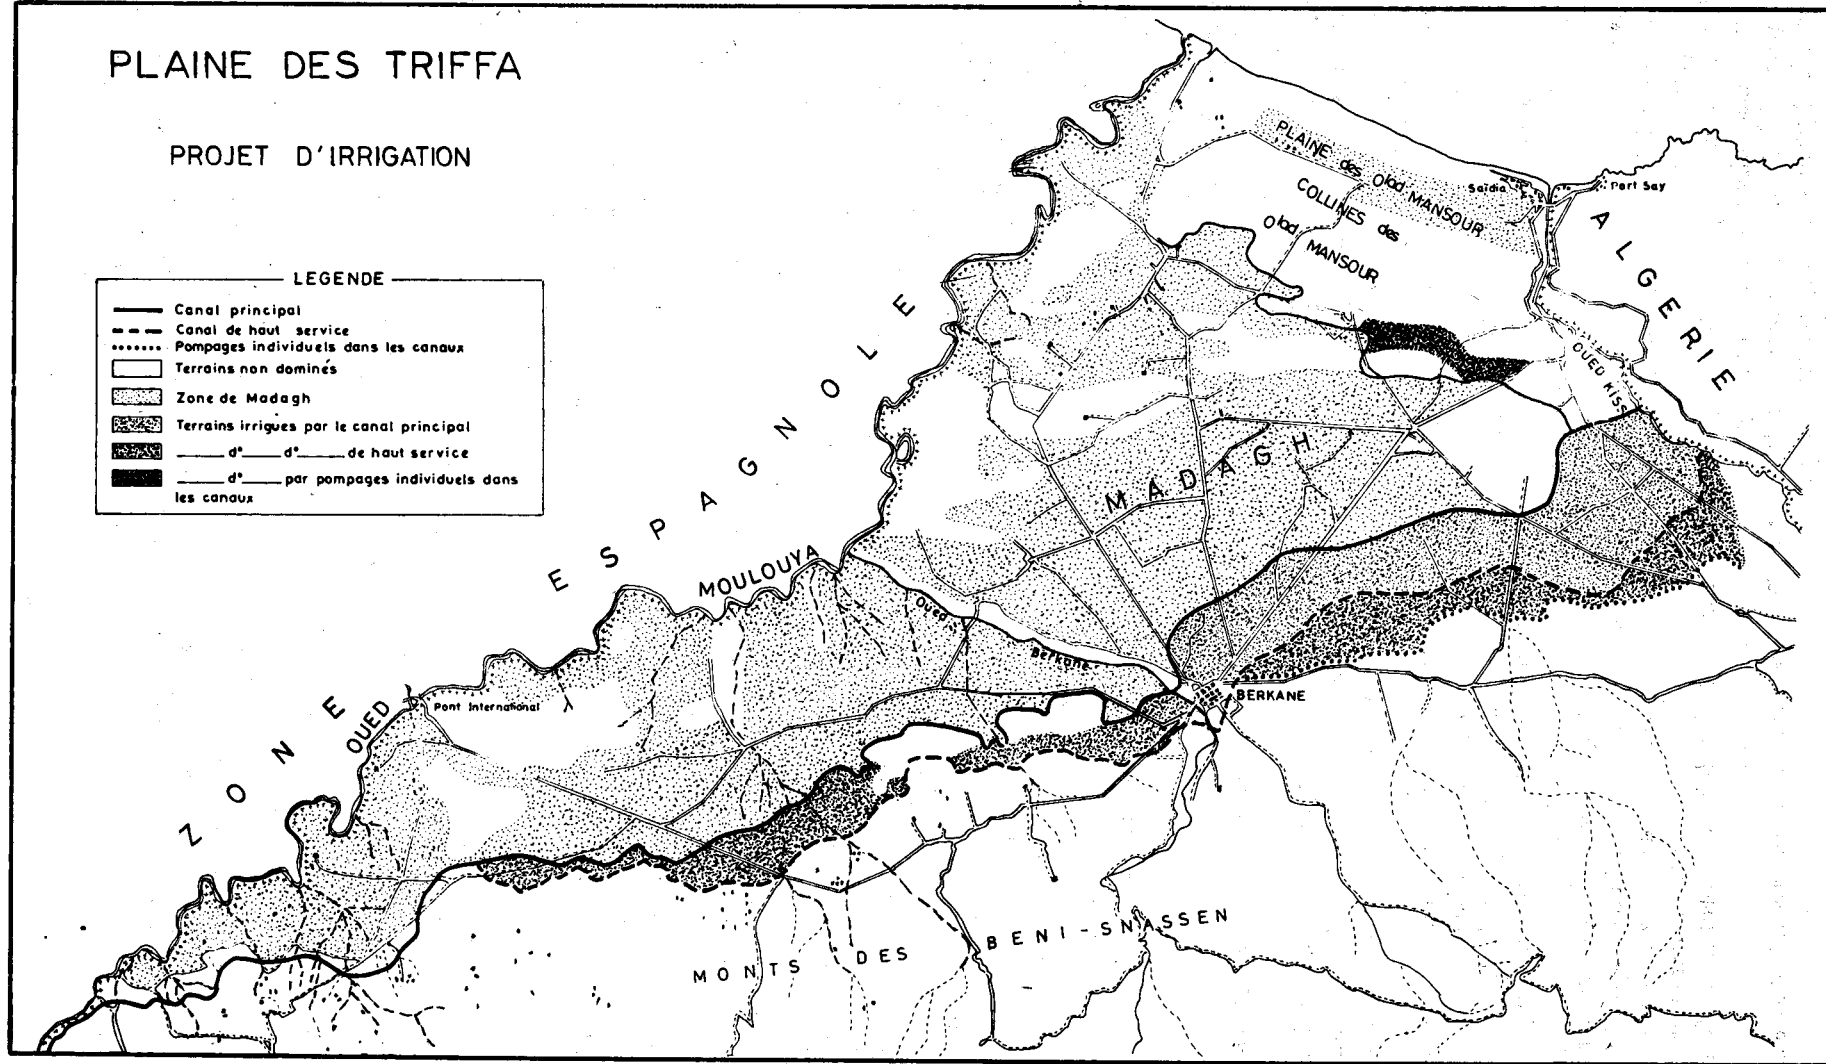 PLAINE DES TRIFFA
PROJET D'IRRIGATION
LEGENDE
Canal principal
Canal de haut service
Pompages individuels dans les canaux
Terrains non dominés
Zone de Madagh
Terrains irrigues par le canal principal
d° d° de haut service
d° par pompages individuels dans
les canaux
PLAINE des Olad MANSOUR
COLLINES des
Olad MANSOUR
Saïdia
Port Say
ALGERIE
OUED KISS
ZONE ESPAGNOLE
MADAGH
OUED MOULOUYA
Oued Berkane
Pont International
BERKANE
MONTS DES BENI-SNASSEN